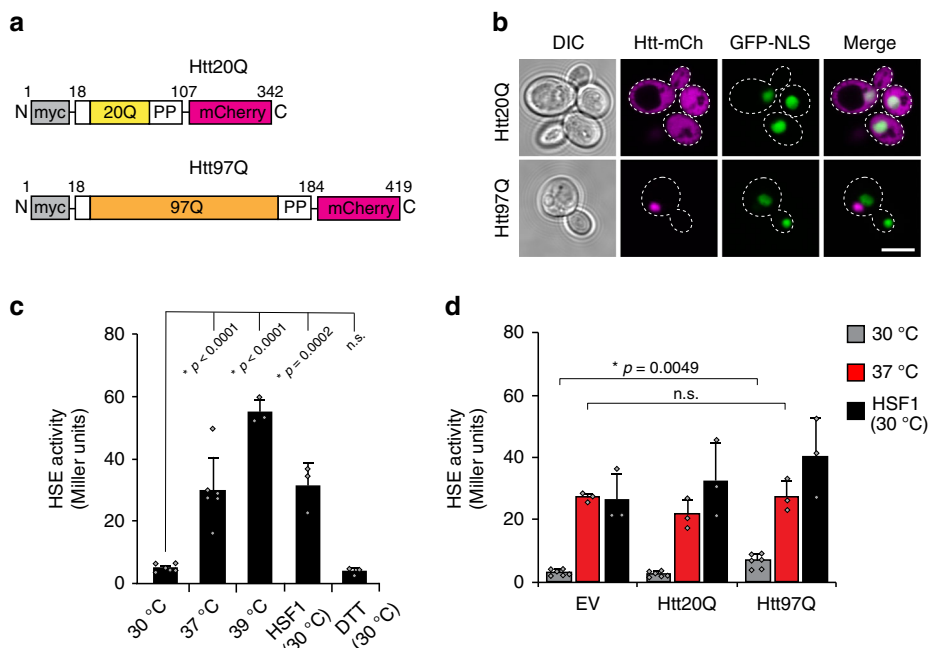 a
Htt20Q
1 18 107 342
N myc 20Q PP mCherry C
Htt97Q
1 18 184 419
N myc 97Q PP mCherry C
b
DIC Htt-mCh GFP-NLS Merge
Htt20Q
Htt97Q
c
HSE activity
(Miller units)
80
60
40
20
0
* p < 0.0001
* p < 0.0001
* p = 0.0002
n.s.
30 °C
37 °C
39 °C
HSF1
(30 °C)
DTT
(30 °C)
d
HSE activity
(Miller units)
80
60
40
20
0
* p = 0.0049
n.s.
EV Htt20Q Htt97Q
30 °C
37 °C
HSF1
(30 °C)